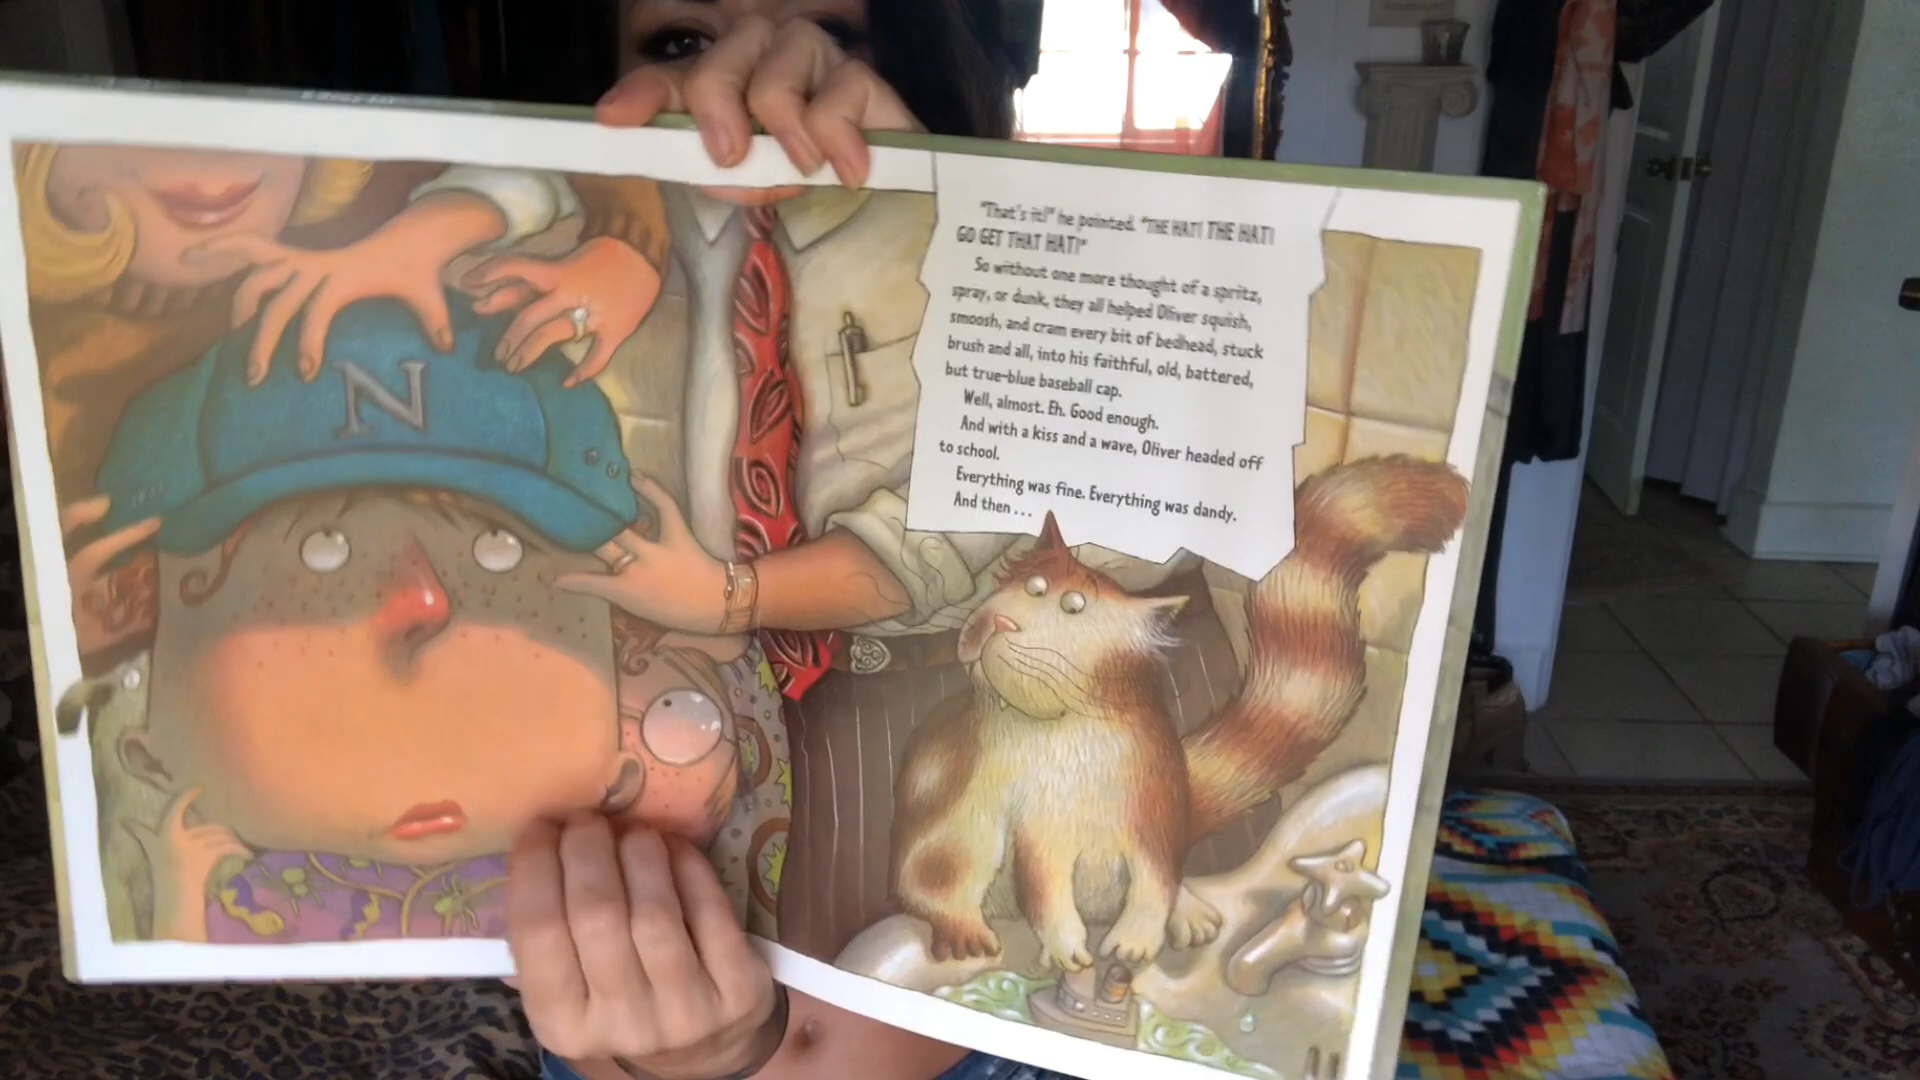 "That's it!" he pointed. "THE HAT! THE HAT!
GO GET THAT HAT!"
So without one more thought of a spritz,
spray, or dunk, they all helped Oliver squish,
smoosh, and cram every bit of bedhead, stuck
brush and all, into his faithful, old, battered,
but true-blue baseball cap.
Well, almost. Eh. Good enough.
And with a kiss and a wave, Oliver headed off
to school.
Everything was fine. Everything was dandy.
And then ...
N